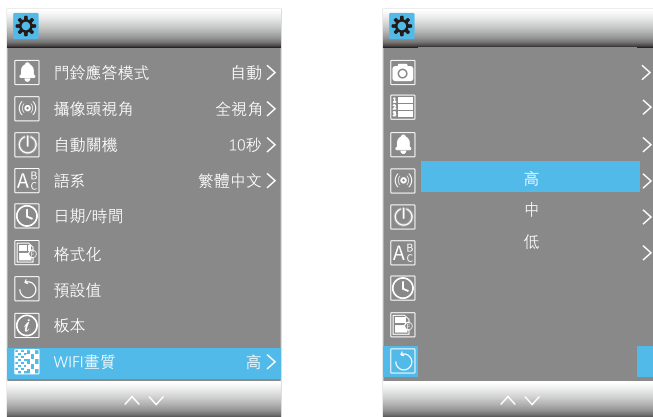 門鈴應答模式 自動
攝像頭視角 全視角
自動關機 10秒
語系 繁體中文
日期/時間
格式化
預設值
板本
WIFI畫質 高
高
中
低